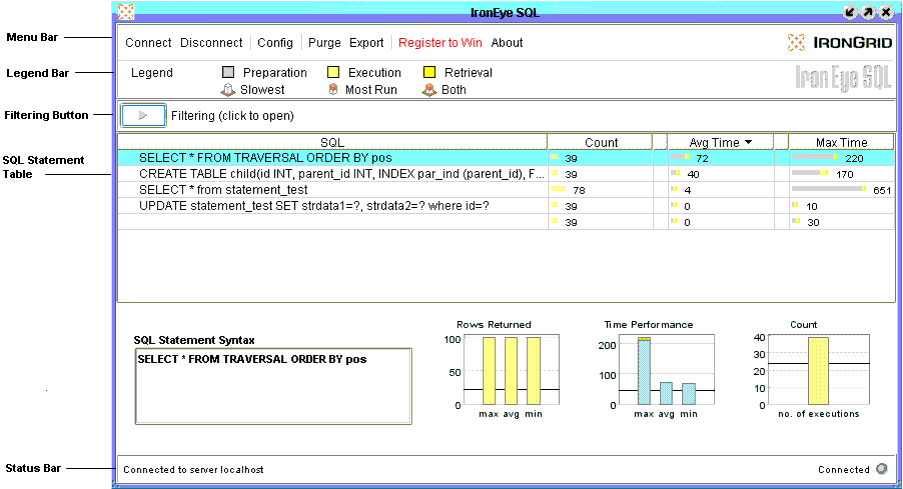 IronEye SQL
Menu Bar
Connect Disconnect Config Purge Export Register to Win About
IRONGRID
Legend Bar
Legend Preparation Execution Retrieval
Slowest Most Run Both
IronEye SQL
Filtering Button
Filtering (click to open)
SQL Statement
Table
SQL Count Avg Time Max Time
SELECT * FROM TRAVERSAL ORDER BY pos 39 72 220
CREATE TABLE child(id INT, parent_id INT, INDEX par_ind (parent_id), F... 39 40 170
SELECT * from statement_test 78 4 651
UPDATE statement_test SET strdata1=?, strdata2=? where id=? 39 0 10
39 0 30
SQL Statement Syntax
SELECT * FROM TRAVERSAL ORDER BY pos
Rows Returned
100
50
0
max avg min
Time Performance
200
100
0
max avg min
Count
40
30
20
10
0
no. of executions
Status Bar
Connected to server localhost
Connected